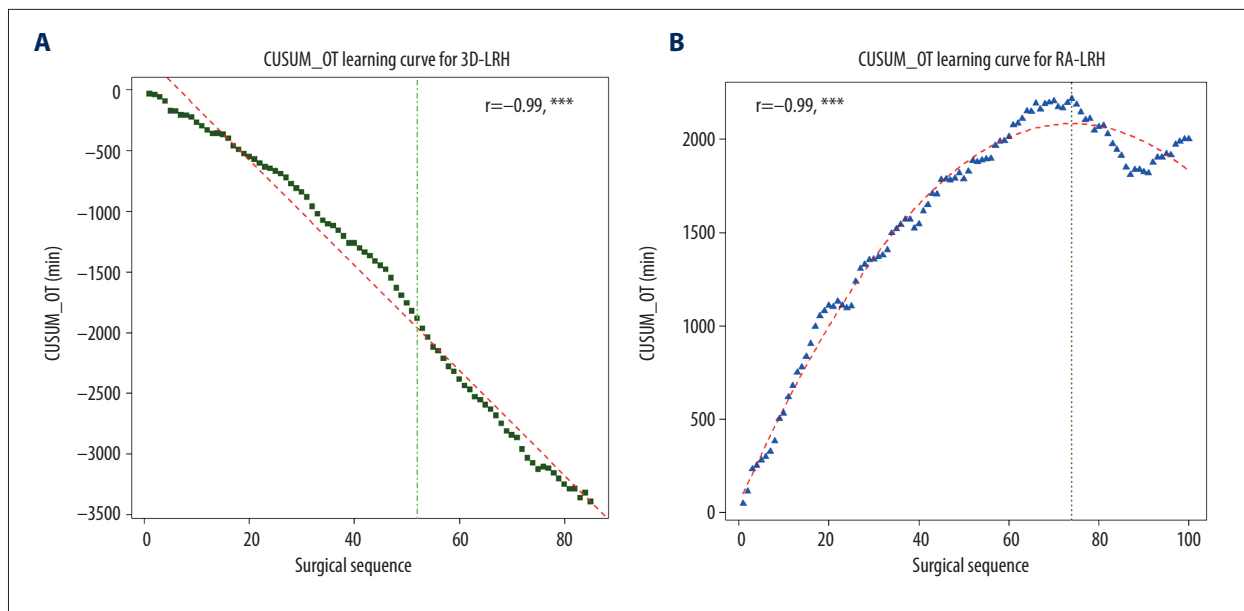 A
CUSUM_OT learning curve for 3D-LRH
r=−0.99, ***
0
−500
−1000
−1500
−2000
−2500
−3000
−3500
CUSUM_OT (min)
0 20 40 60 80
Surgical sequence
B
CUSUM_OT learning curve for RA-LRH
r=−0.99, ***
2000
1500
1000
500
0
CUSUM_OT (min)
0 20 40 60 80 100
Surgical sequence